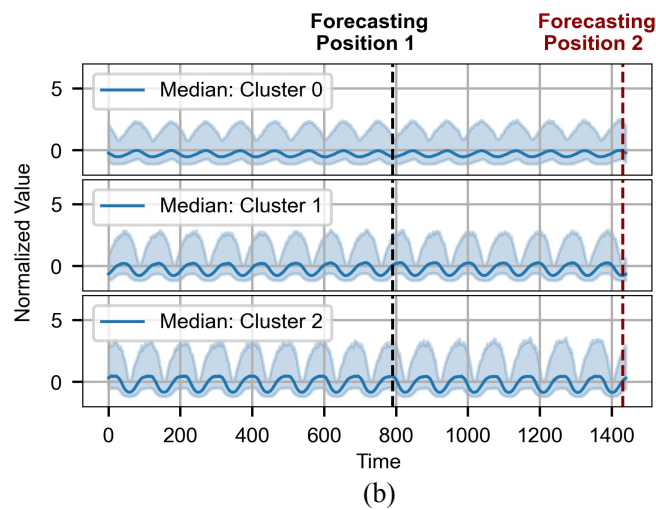 Forecasting Position 1
Forecasting Position 2
5
0
Median: Cluster 0
5
0
Median: Cluster 1
5
0
Median: Cluster 2
Normalized Value
0 200 400 600 800 1000 1200 1400
Time
(b)